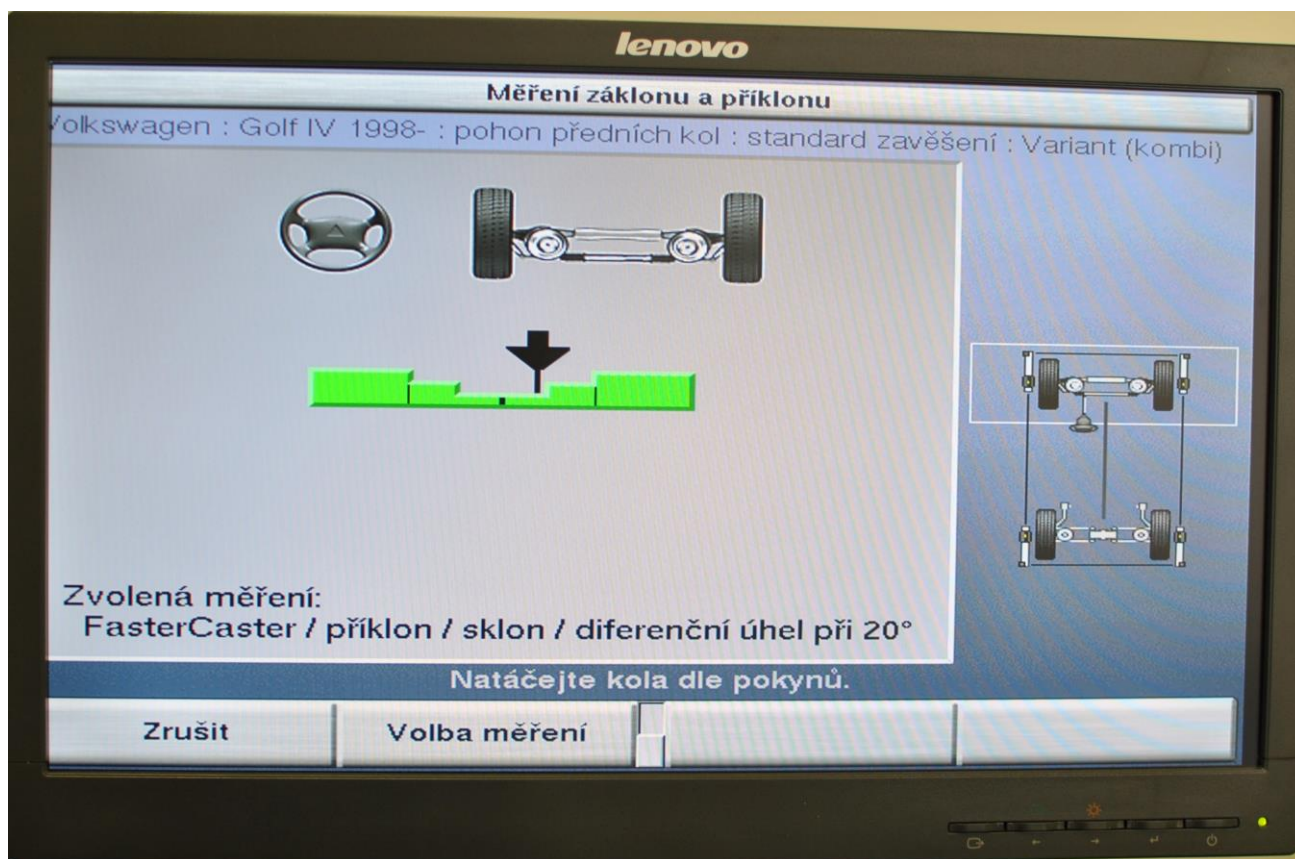 lenovo
Měření záklonu a příklonu
Volkswagen : Golf IV 1998- : pohon předních kol : standard zavěšení : Variant (kombi)
Zvolená měření:
FasterCaster / příklon / sklon / diferenční úhel při 20°
Natáčejte kola dle pokynů.
Zrušit
Volba měření